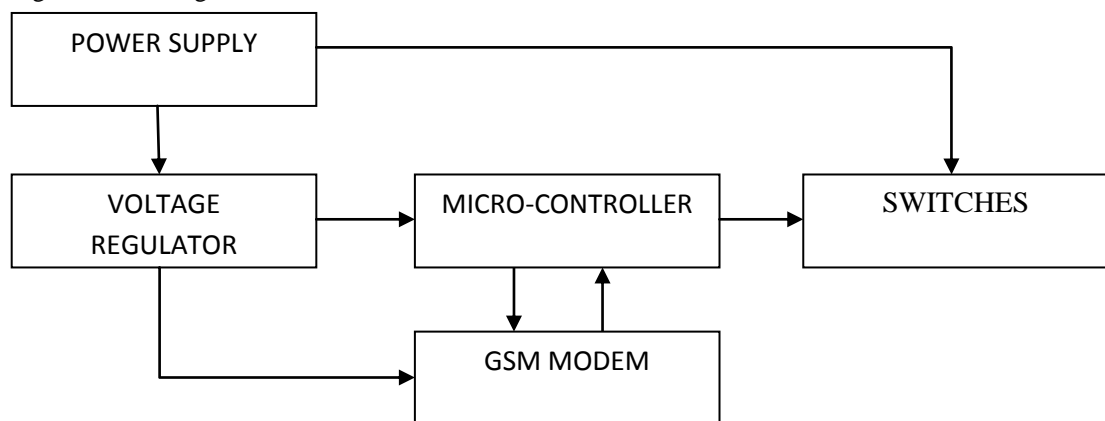 POWER SUPPLY
VOLTAGE
REGULATOR
MICRO-CONTROLLER
SWITCHES
GSM MODEM